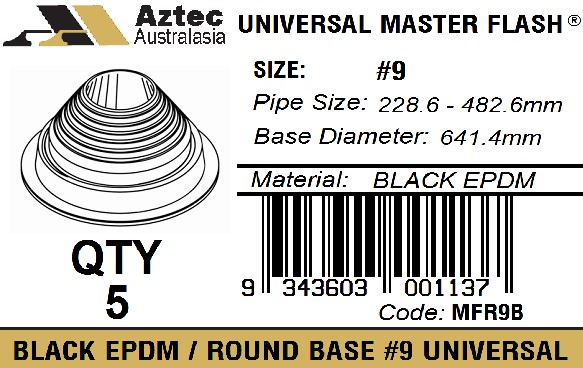 Aztec
Australasia
UNIVERSAL MASTER FLASH®
SIZE: #9
Pipe Size: 228.6 - 482.6mm
Base Diameter: 641.4mm
Material: BLACK EPDM
QTY
5
9 343603 001137
Code: MFR9B
BLACK EPDM / ROUND BASE #9 UNIVERSAL